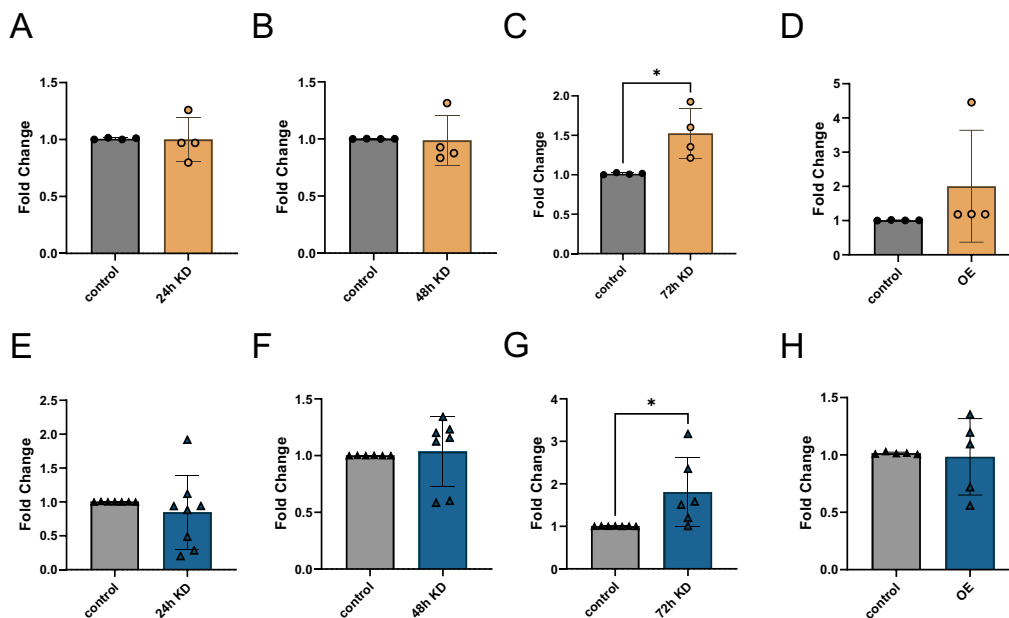 A
Fold Change
1.5
1.0
0.5
0.0
control
24h KD
B
Fold Change
1.5
1.0
0.5
0.0
control
48h KD
C
Fold Change
2.0
1.5
1.0
0.5
0.0
*
control
72h KD
D
Fold Change
5
4
3
2
1
0
control
OE
E
Fold Change
2.5
2.0
1.5
1.0
0.5
0.0
control
24h KD
F
Fold Change
1.5
1.0
0.5
0.0
control
48h KD
G
Fold Change
4
3
2
1
0
*
control
72h KD
H
Fold Change
1.5
1.0
0.5
0.0
control
OE